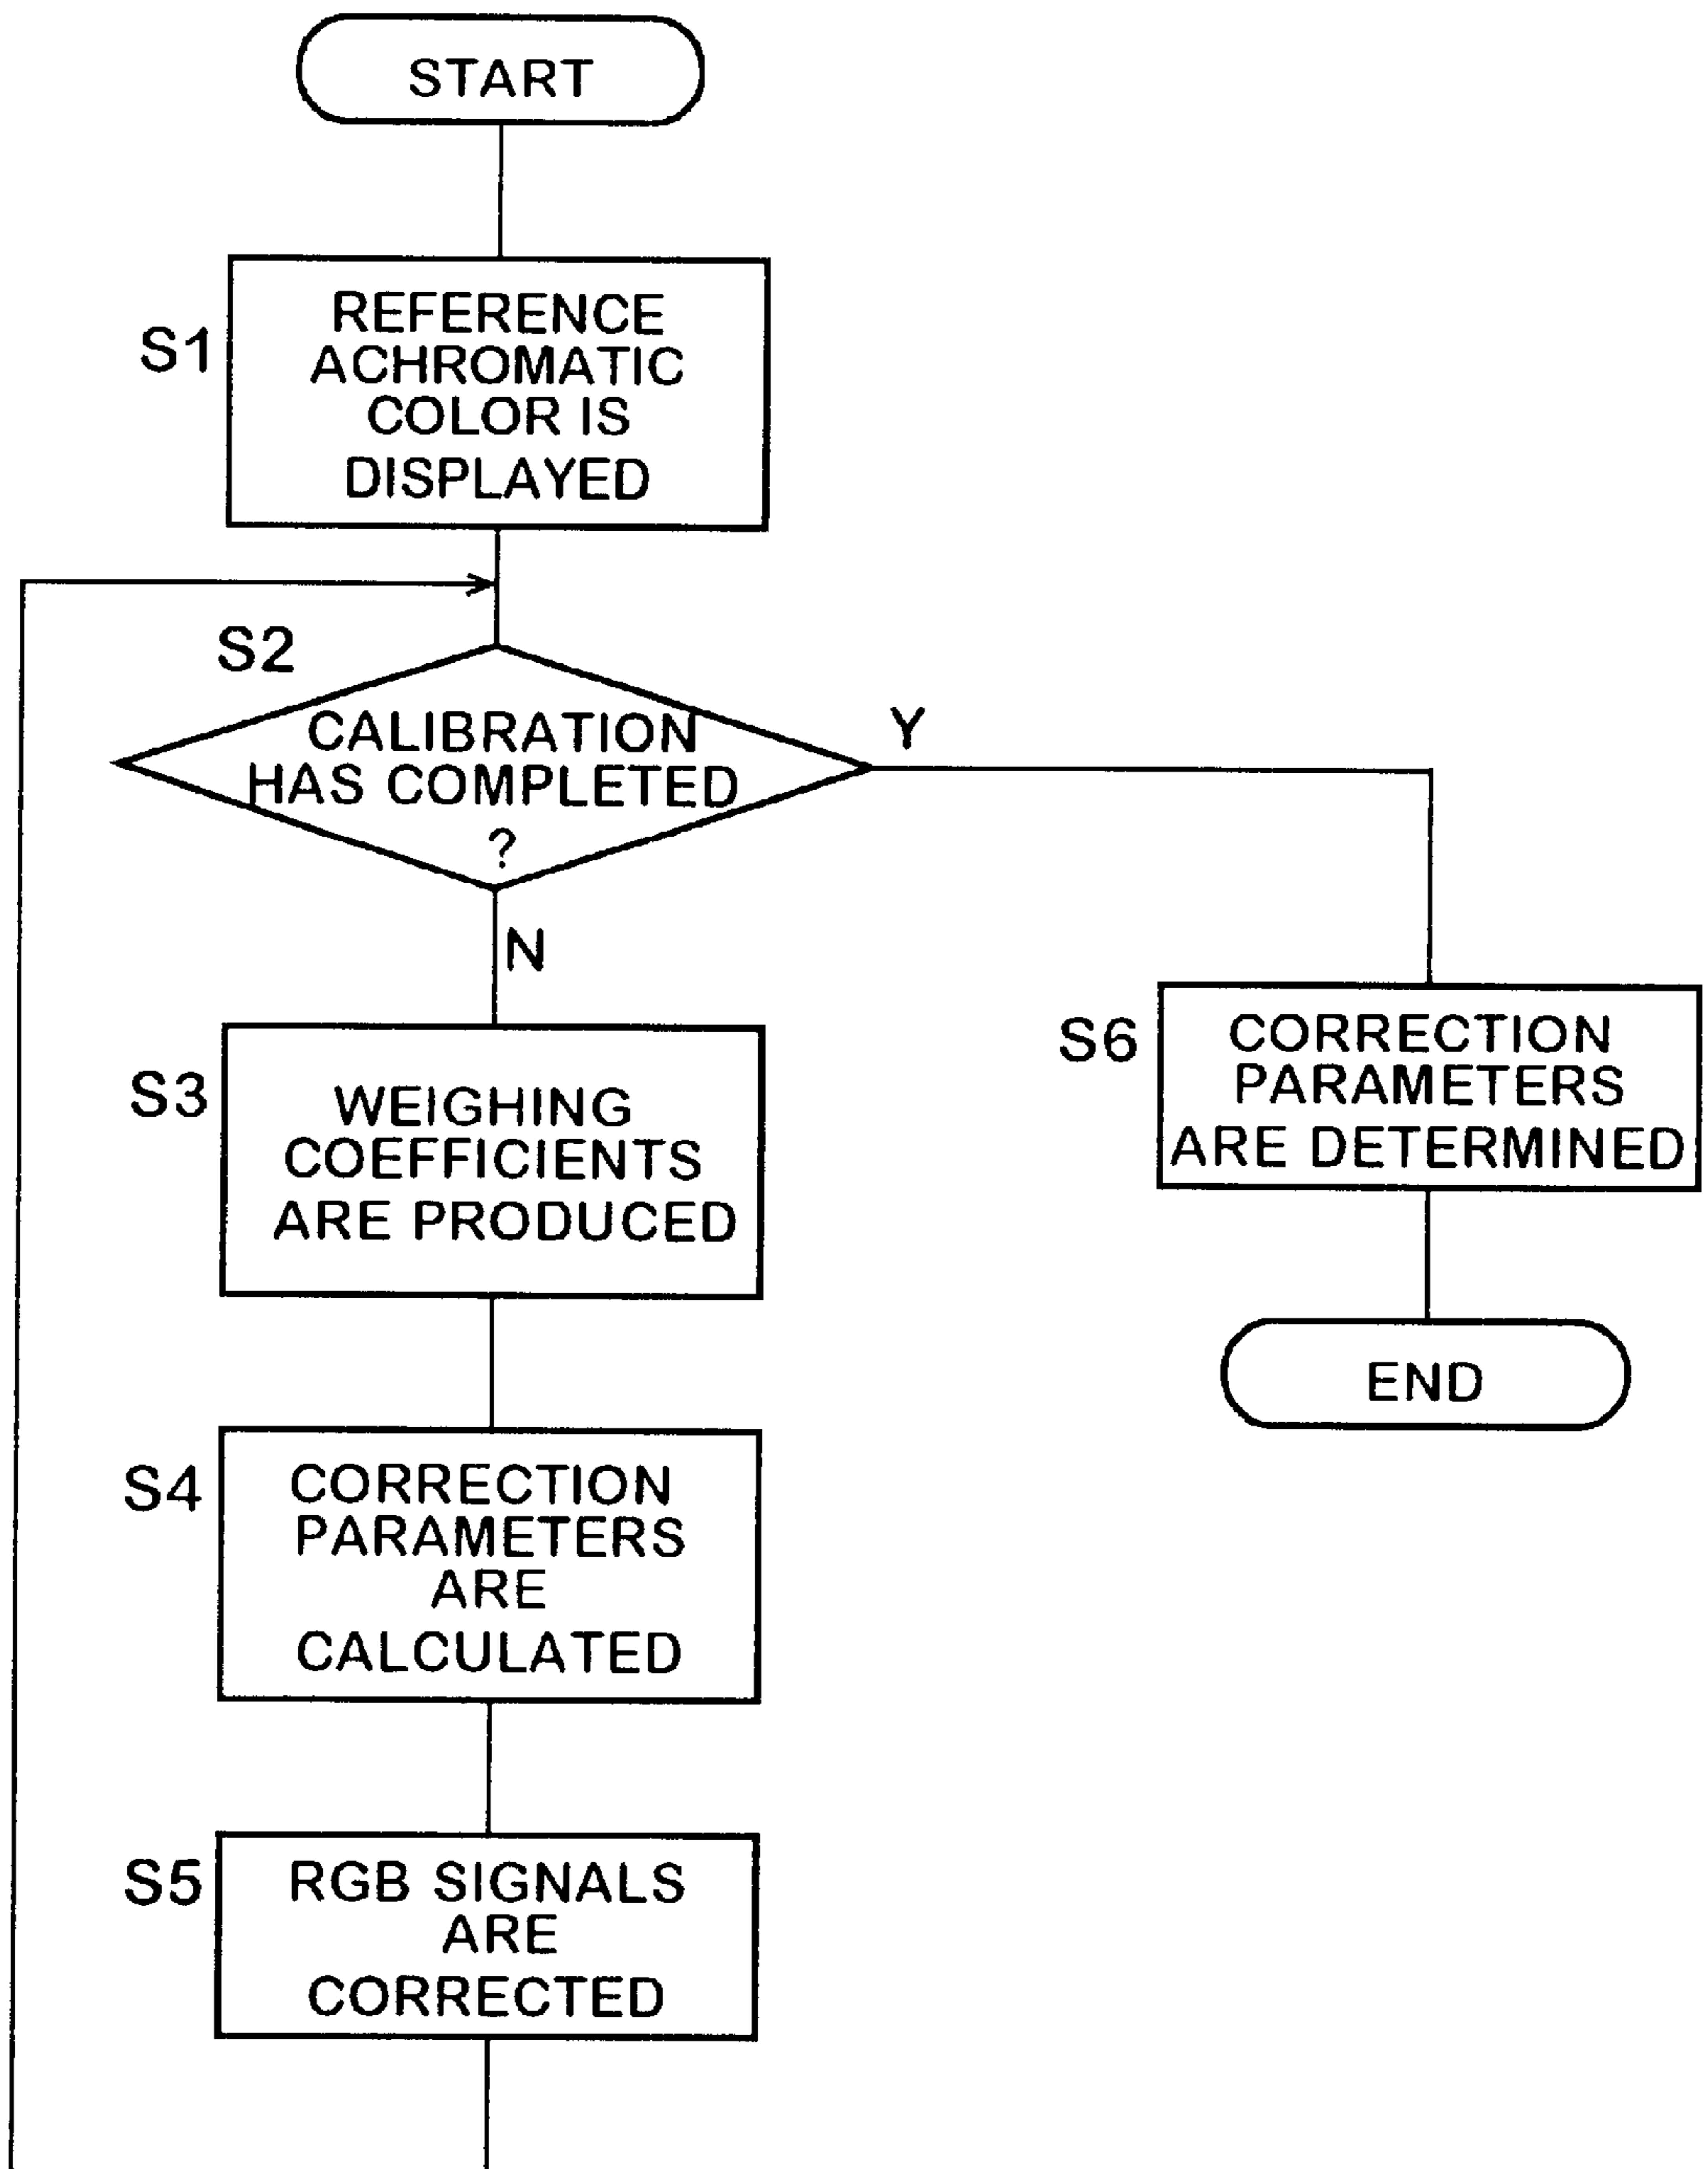 START
S1
REFERENCE
ACHROMATIC
COLOR IS
DISPLAYED
S2
CALIBRATION
HAS COMPLETED
?
Y
N
S3
WEIGHING
COEFFICIENTS
ARE PRODUCED
S4
CORRECTION
PARAMETERS
ARE
CALCULATED
S5
RGB SIGNALS
ARE
CORRECTED
S6
CORRECTION
PARAMETERS
ARE DETERMINED
END